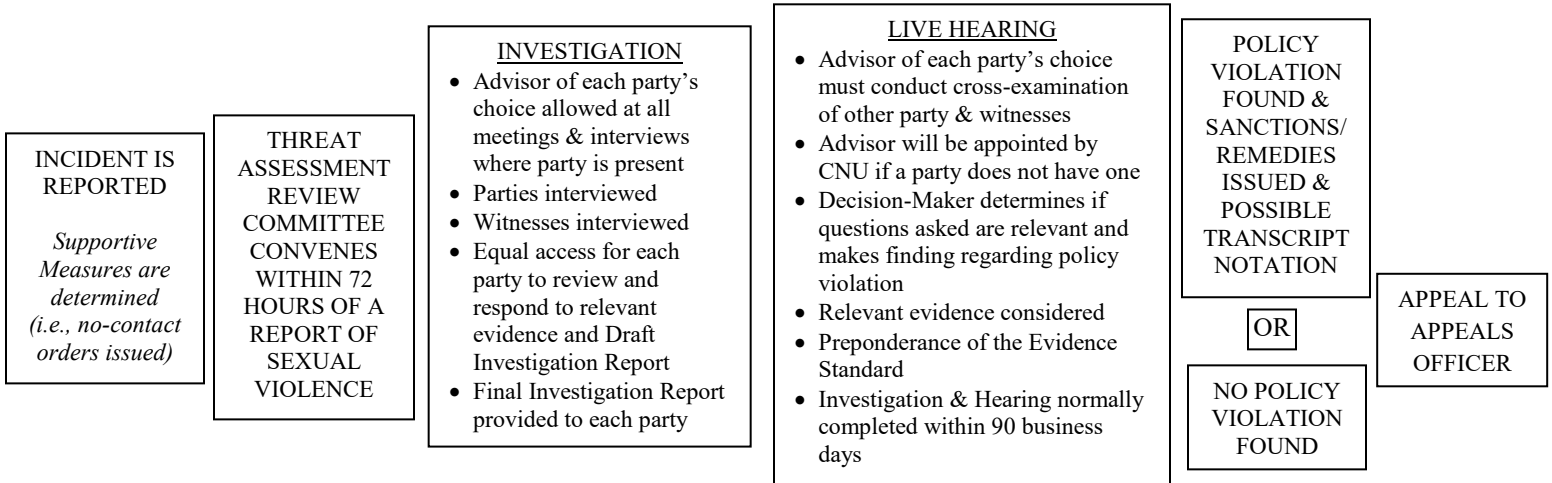 INCIDENT IS
REPORTED
Supportive
Measures are
determined
(i.e., no-contact
orders issued)
THREAT
ASSESSMENT
REVIEW
COMMITTEE
CONVENES
WITHIN 72
HOURS OF A
REPORT OF
SEXUAL
VIOLENCE
INVESTIGATION
• Advisor of each party’s
choice allowed at all
meetings & interviews
where party is present
• Parties interviewed
• Witnesses interviewed
• Equal access for each
party to review and
respond to relevant
evidence and Draft
Investigation Report
• Final Investigation Report
provided to each party
LIVE HEARING
• Advisor of each party’s choice
must conduct cross-examination
of other party & witnesses
• Advisor will be appointed by
CNU if a party does not have one
• Decision-Maker determines if
questions asked are relevant and
makes finding regarding policy
violation
• Relevant evidence considered
• Preponderance of the Evidence
Standard
• Investigation & Hearing normally
completed within 90 business
days
POLICY
VIOLATION
FOUND &
SANCTIONS/
REMEDIES
ISSUED &
POSSIBLE
TRANSCRIPT
NOTATION
OR
NO POLICY
VIOLATION
FOUND
APPEAL TO
APPEALS
OFFICER